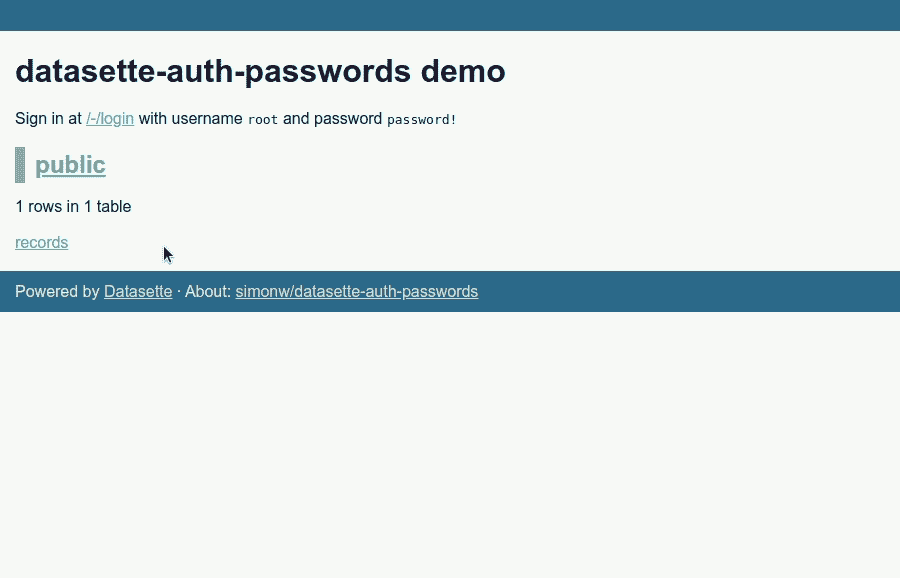 datasette-auth-passwords demo
Sign in at /-/login with username root and password password!
public
1 rows in 1 table
records
Powered by Datasette · About: simonw/datasette-auth-passwords